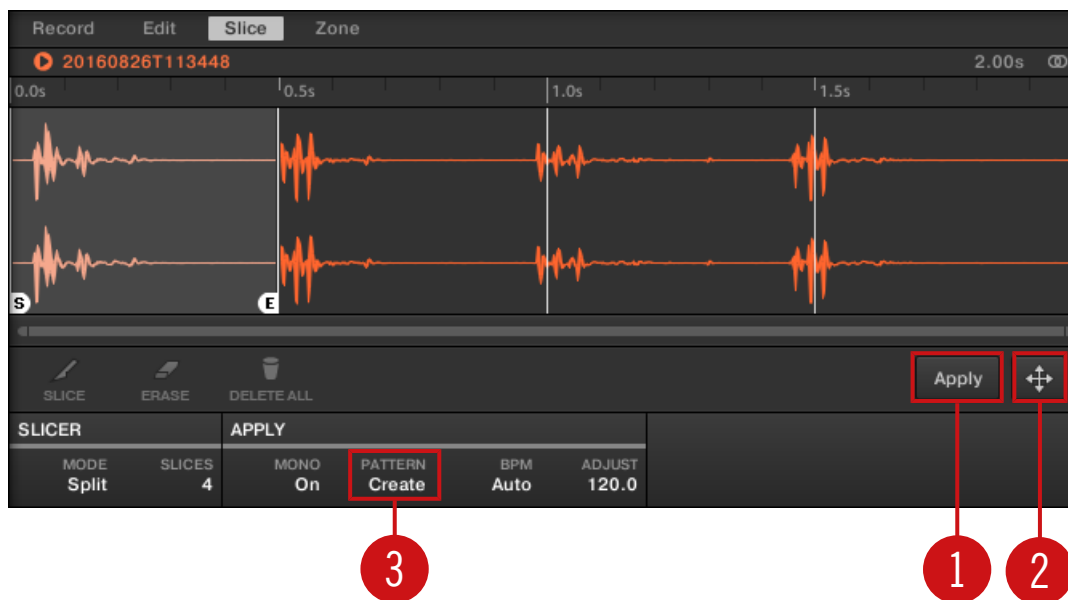 Record Edit Slice Zone
20160826T113448 2.00s
0.0s 0.5s 1.0s 1.5s
S E
SLICE ERASE DELETE ALL Apply
SLICER APPLY
MODE SLICES MONO PATTERN BPM ADJUST
Split 4 On Create Auto 120.0
3 1 2